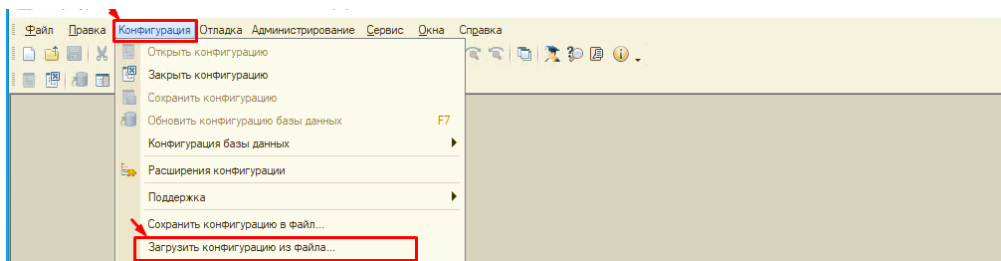 Файл Правка Конфигурация Отладка Администрирование Сервис Окна Справка
Открыть конфигурацию
Закрыть конфигурацию
Сохранить конфигурацию
Обновить конфигурацию базы данных F7
Конфигурация базы данных
Расширения конфигурации
Поддержка
Сохранить конфигурацию в файл...
Загрузить конфигурацию из файла...